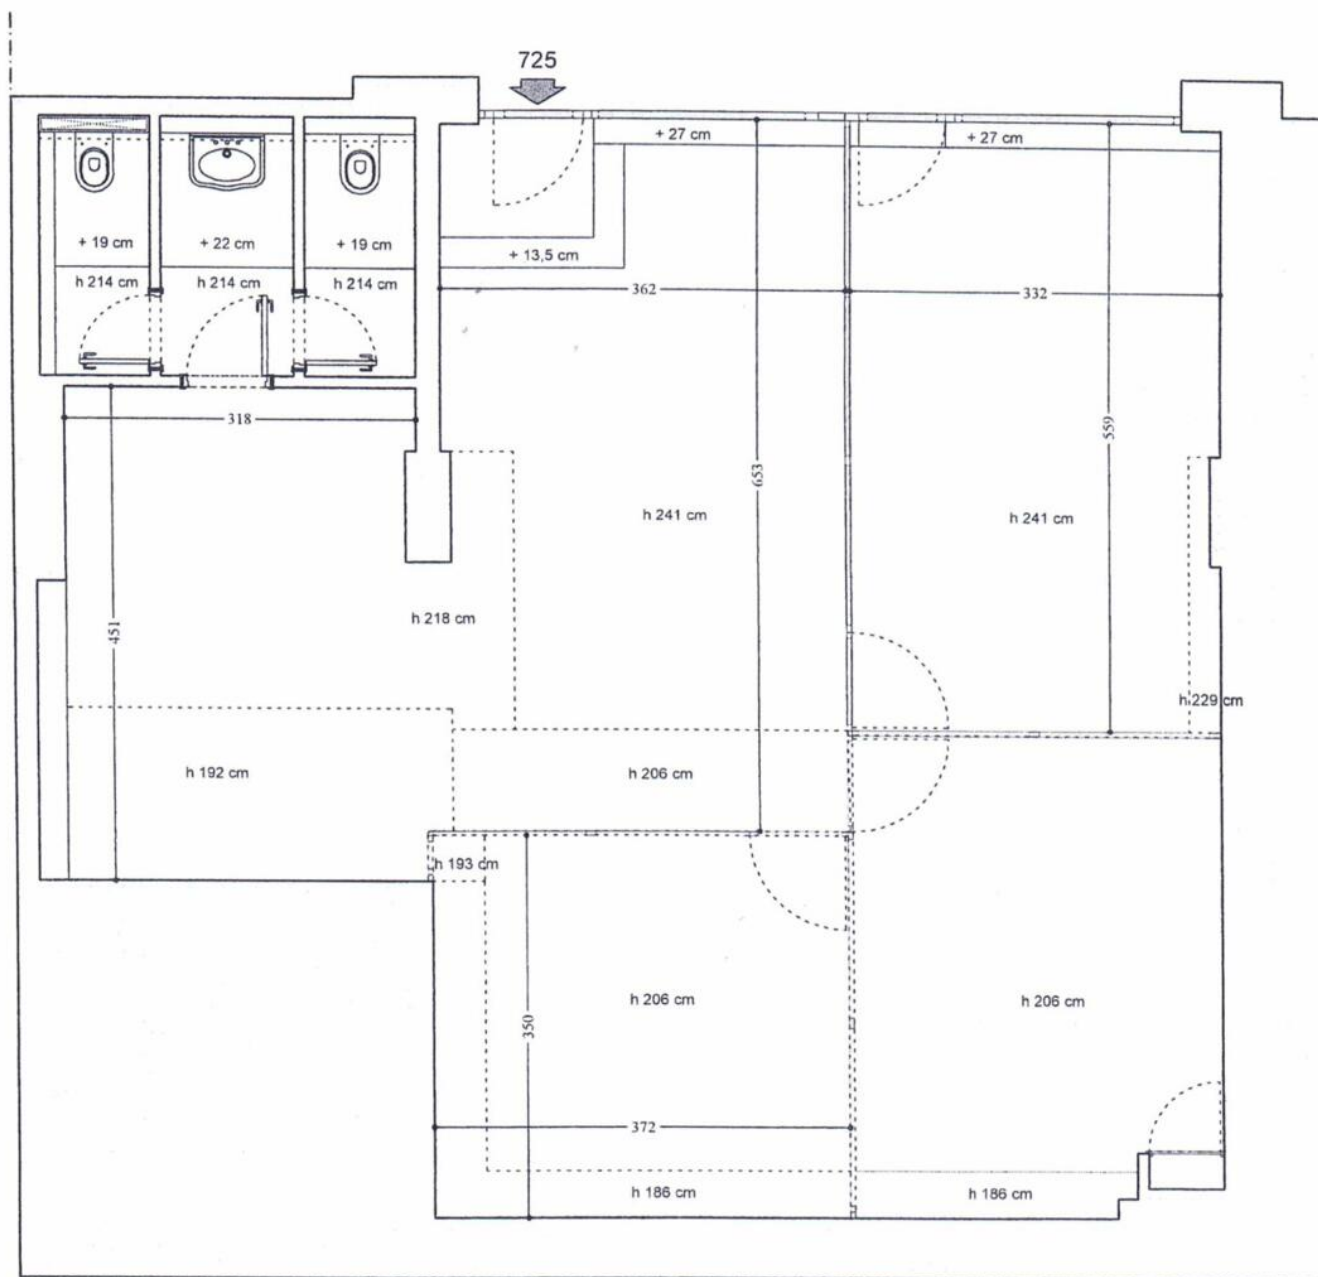 725
+ 27 cm
+ 27 cm
+ 19 cm
+ 22 cm
+ 19 cm
+ 13,5 cm
h 214 cm
h 214 cm
h 214 cm
362
332
318
559
653
h 241 cm
h 241 cm
451
h 218 cm
h 229 cm
h 192 cm
h 206 cm
h 193 cm
h 206 cm
h 206 cm
350
372
h 186 cm
h 186 cm